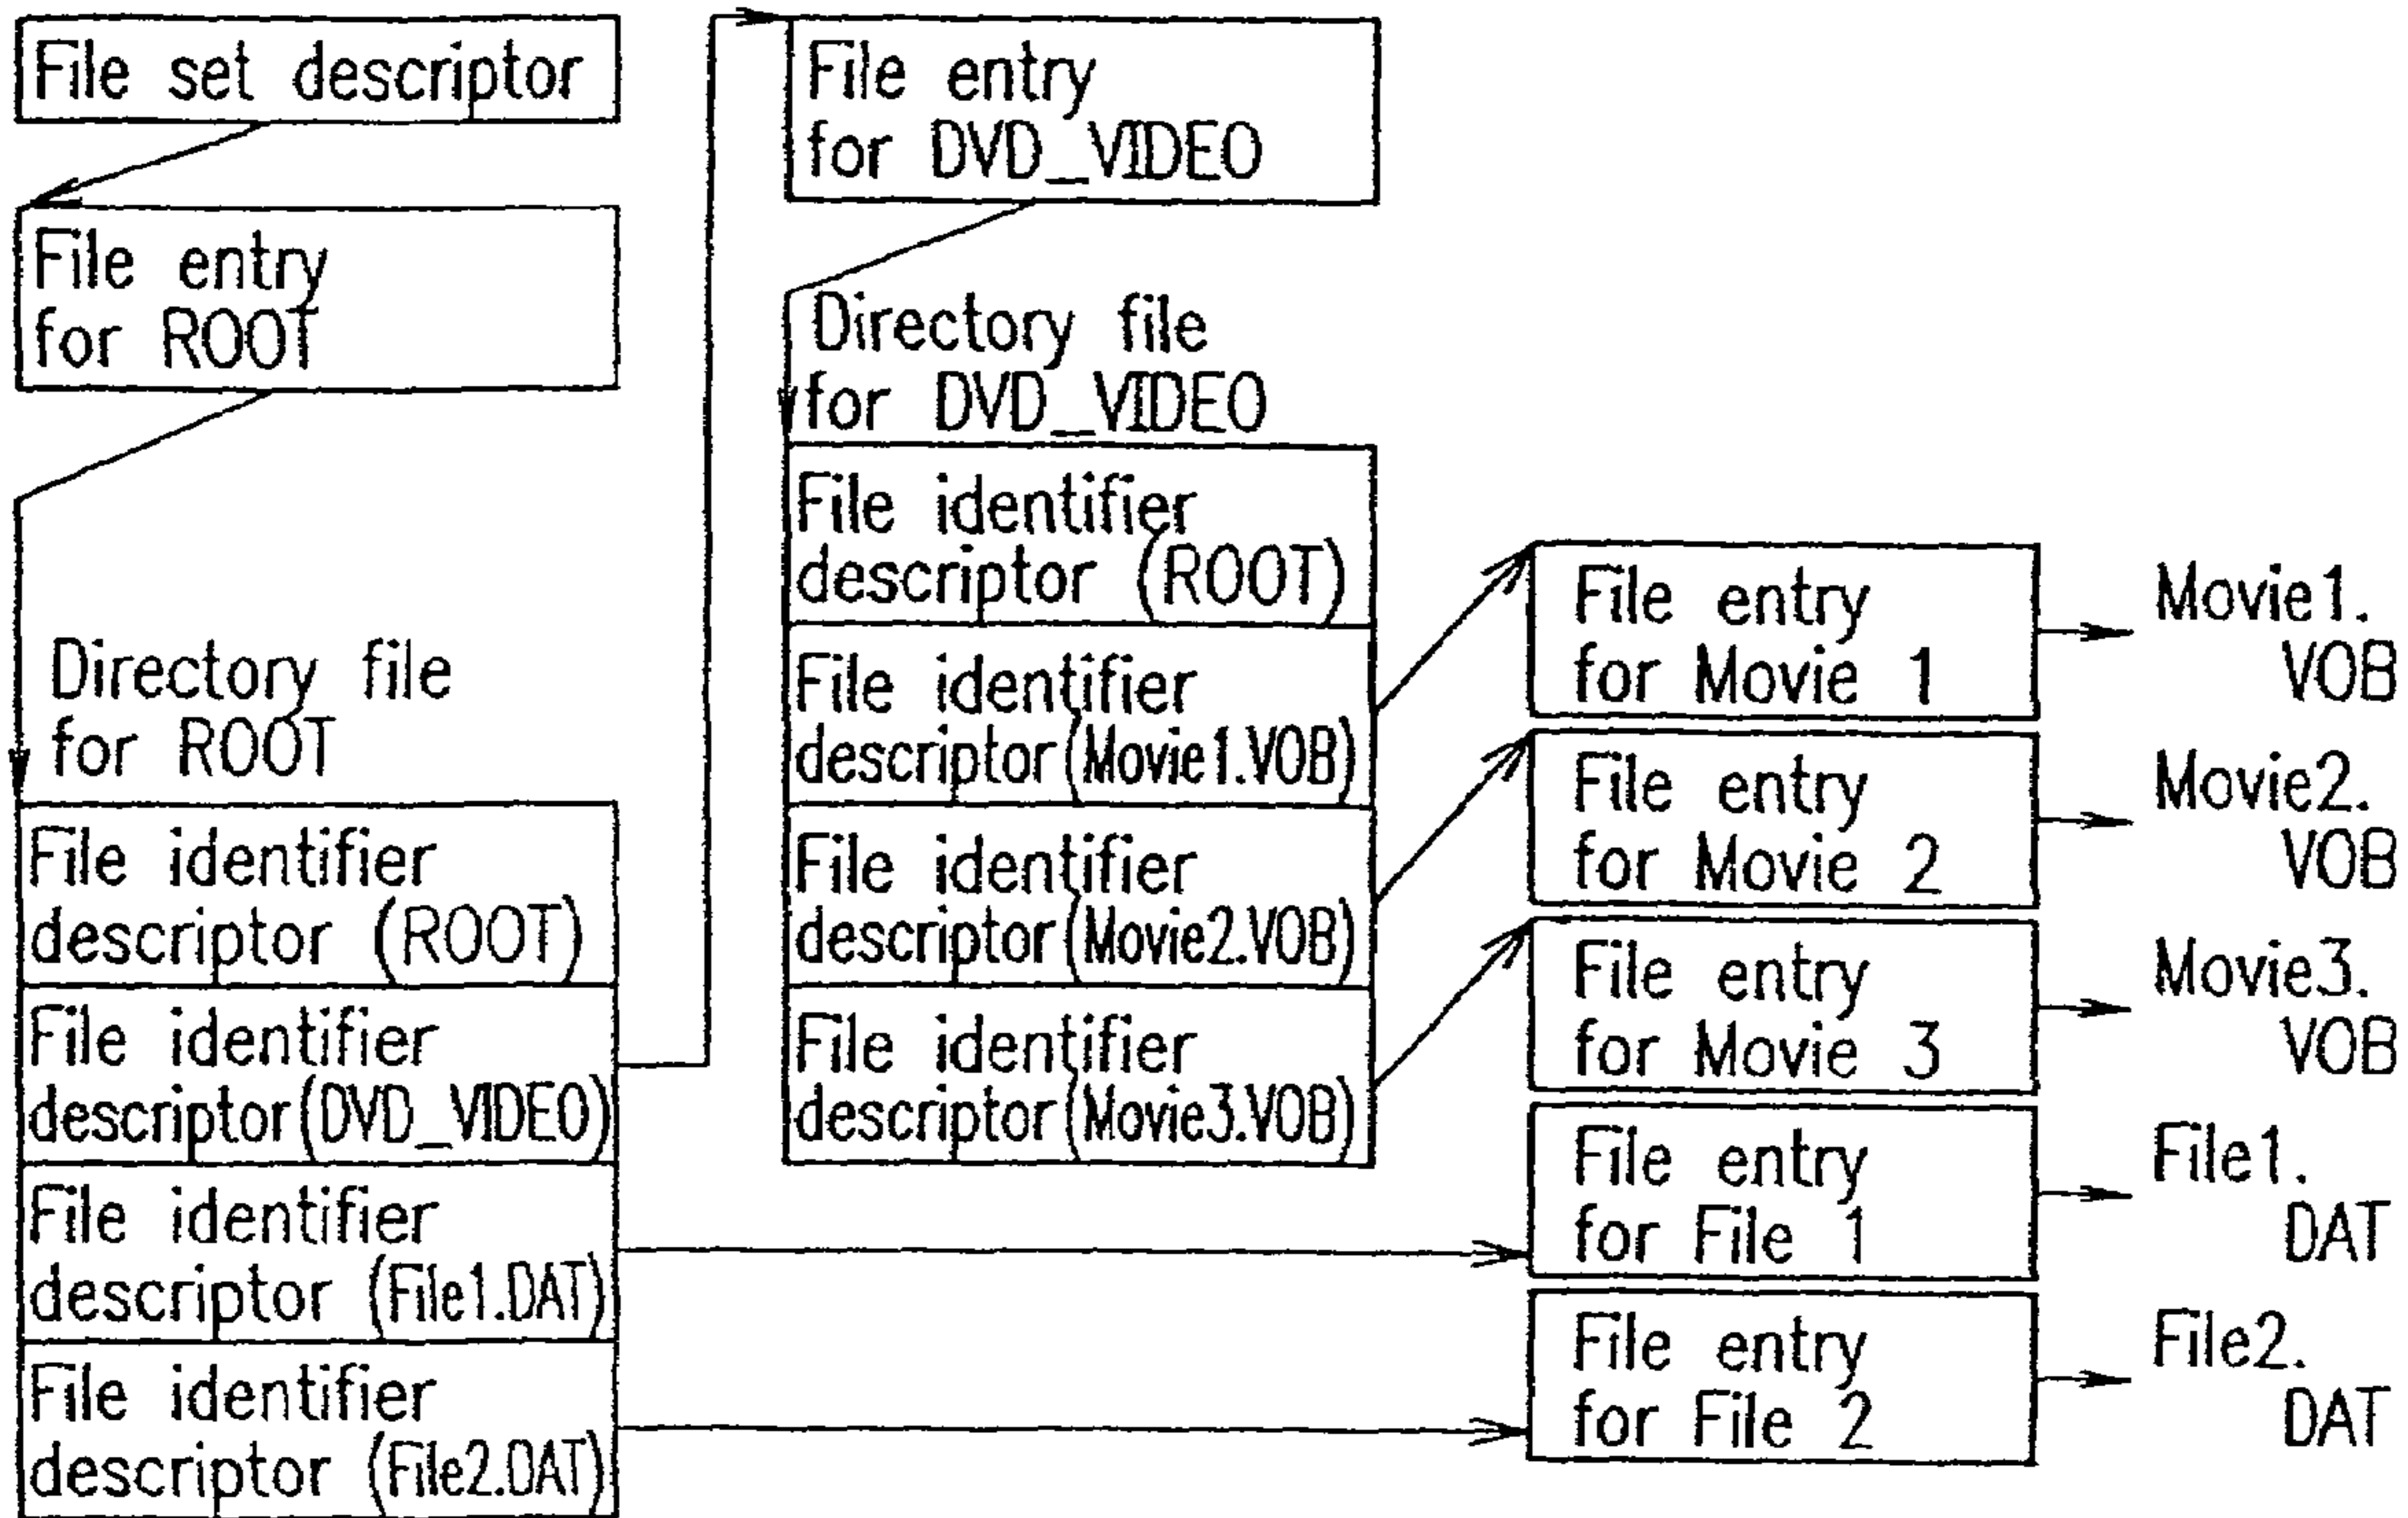 File set descriptor
File entry
for ROOT
Directory file
for ROOT
File identifier
descriptor (ROOT)
File identifier
descriptor(DVD_VIDEO)
File identifier
descriptor (File1.DAT)
File identifier
descriptor (File2.DAT)
File entry
for DVD_VIDEO
Directory file
for DVD_VIDEO
File identifier
descriptor (ROOT)
File identifier
descriptor(Movie1.VOB)
File identifier
descriptor(Movie2.VOB)
File identifier
descriptor(Movie3.VOB)
File entry
for Movie 1
File entry
for Movie 2
File entry
for Movie 3
File entry
for File 1
File entry
for File 2
Movie1.
VOB
Movie2.
VOB
Movie3.
VOB
File1.
DAT
File2.
DAT